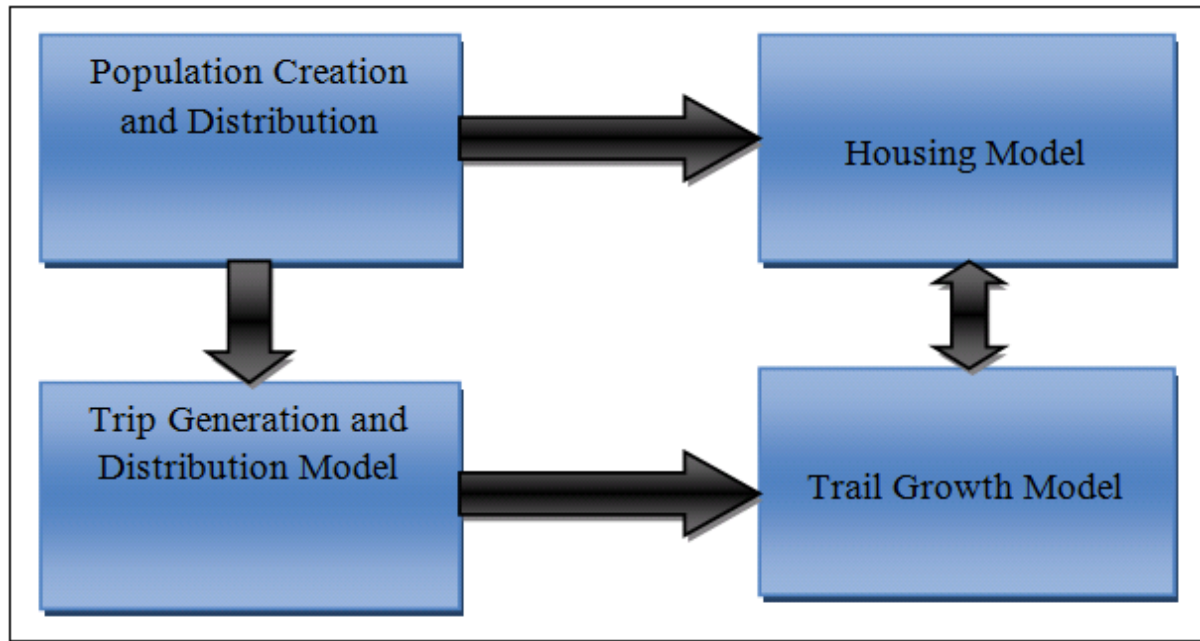 Population Creation
and Distribution
Housing Model
Trip Generation and
Distribution Model
Trail Growth Model